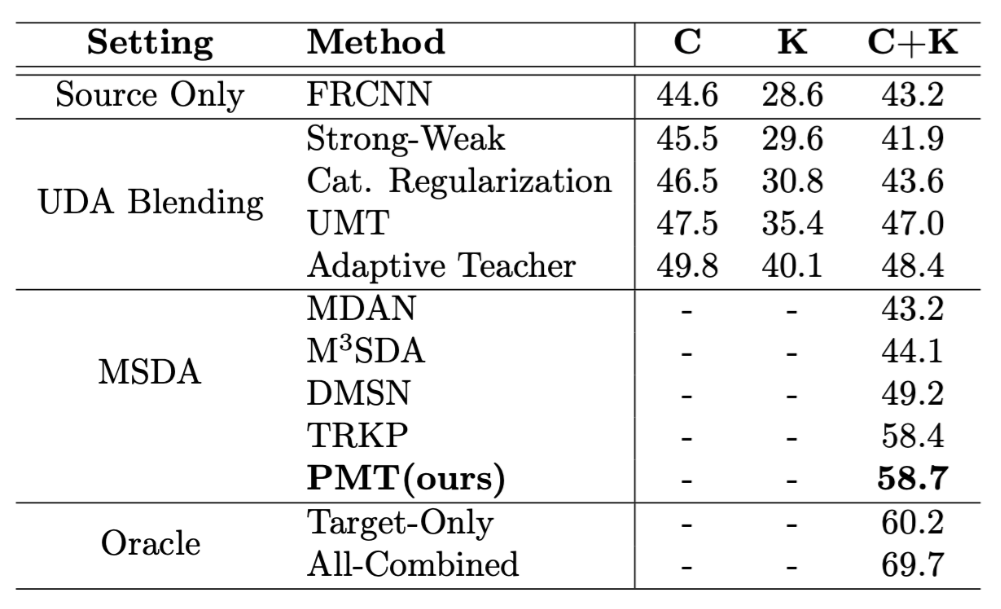 Setting Method C K C+K
Source Only FRCNN 44.6 28.6 43.2
Strong-Weak 45.5 29.6 41.9
Cat. Regularization 46.5 30.8 43.6
UDA Blending
UMT 47.5 35.4 47.0
Adaptive Teacher 49.8 40.1 48.4
MDAN - - 43.2
M³SDA - - 44.1
MSDA
DMSN - - 49.2
TRKP - - 58.4
PMT(ours) - - 58.7
Target-Only - - 60.2
Oracle
All-Combined - - 69.7